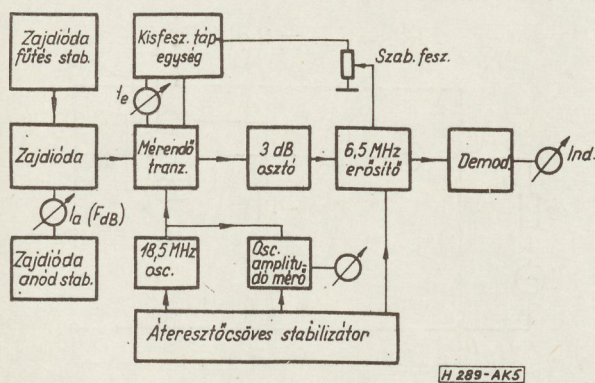 Zajdióda
fűtés stab.
Kisfesz. táp
egység
Szab. fesz.
Ie
Zajdióda
Mérendő
tranz.
3 dB
osztó
6,5 MHz
erősítő
Demod.
Ind.
Ia (FdB)
Zajdióda
anód stab.
18,5 MHz
osc.
Osc.
amplitu-
dó mérő
Áteresztőcsöves stabilizátor
H 289-AK5